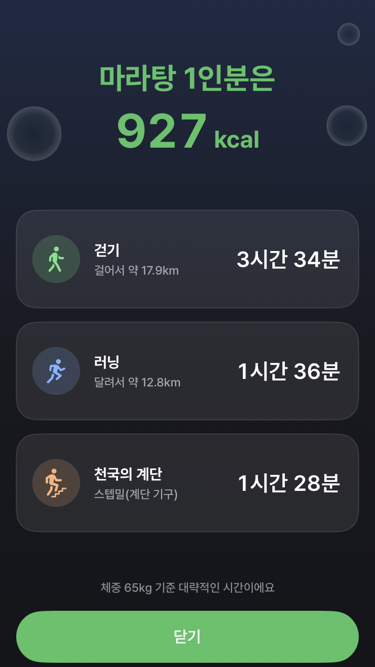 마라탕 1인분은
927 kcal
걷기
걸어서 약 17.9km
3시간 34분
러닝
달려서 약 12.8km
1시간 36분
천국의 계단
스텝밀(계단 기구)
1시간 28분
체중 65kg 기준 대략적인 시간이에요
닫기